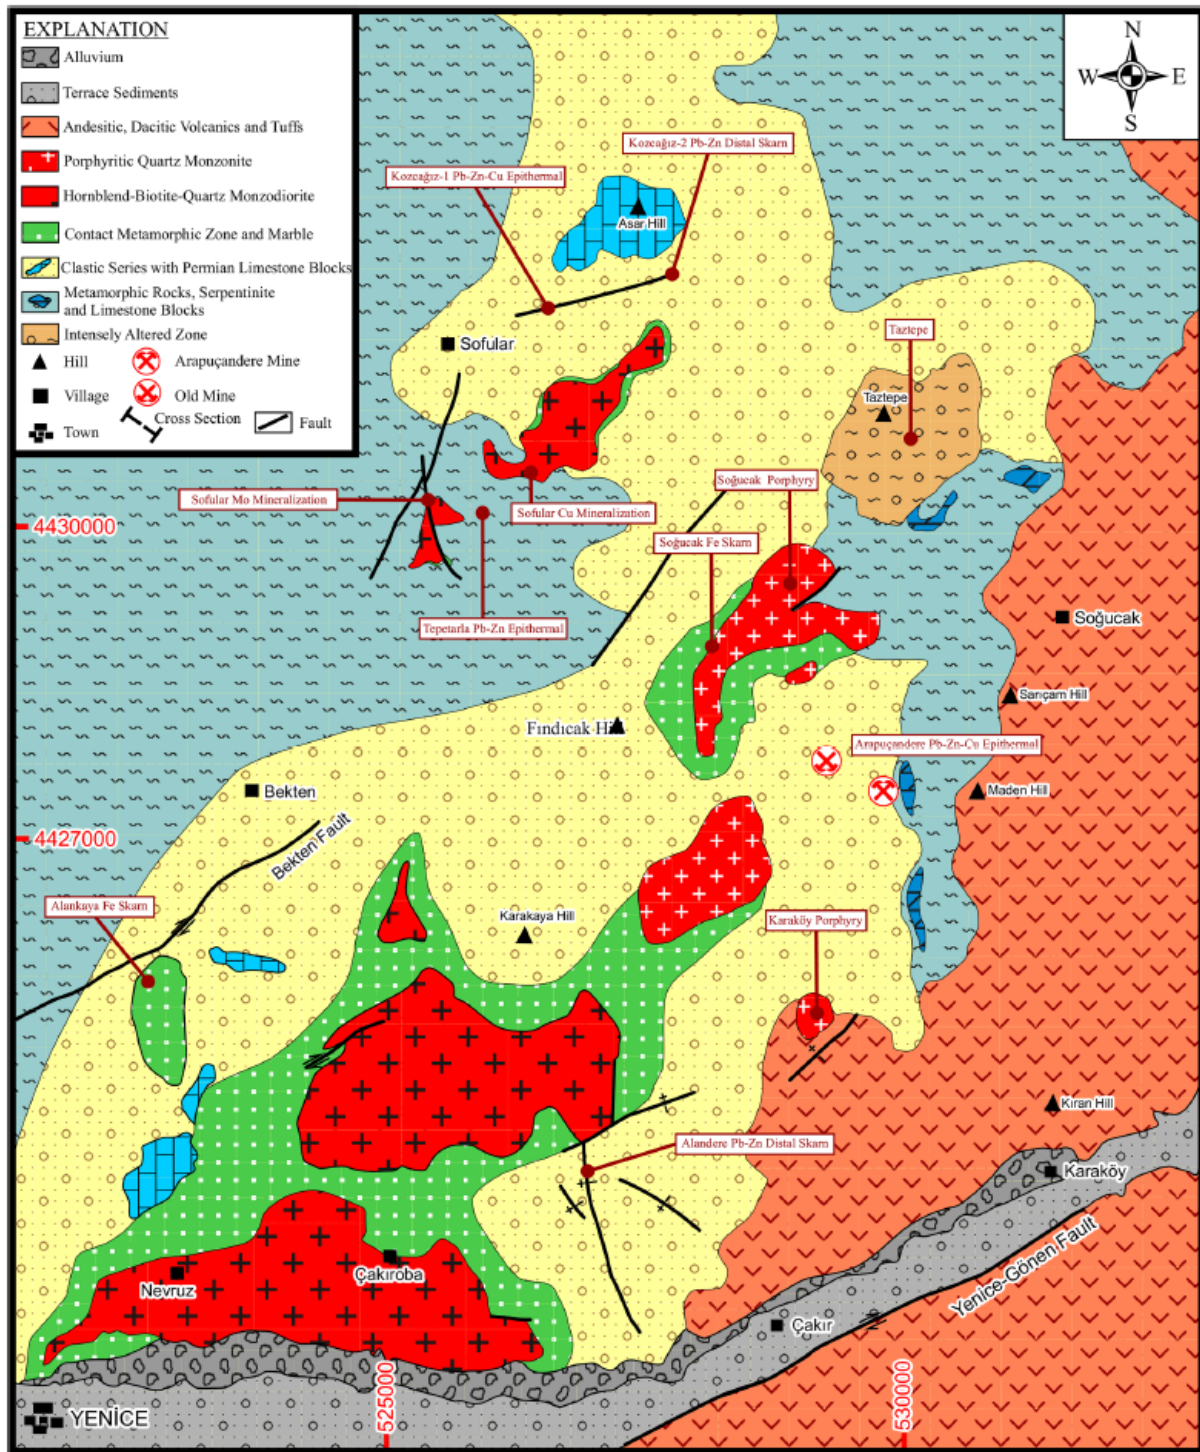 EXPLANATION
Alluvium
Terrace Sediments
Andesitic, Dacitic Volcanics and Tuffs
Porphyritic Quartz Monzonite
Hornblend-Biotite-Quartz Monzodiorite
Contact Metamorphic Zone and Marble
Clastic Series with Permian Limestone Blocks
Metamorphic Rocks, Serpentinite
and Limestone Blocks
Intensely Altered Zone
Hill
Arapuçandere Mine
Village
Old Mine
Town
Cross Section
Fault
N
W
E
S
Kozcağız-2 Pb-Zn Distal Skarn
Kozcağız-1 Pb-Zn-Cu Epithermal
Asar Hill
Sofular
Taztepe
Taztepe
Soğucak Porphyry
Sofular Mo Mineralization
Sofular Cu Mineralization
4430000
Soğucak Fe Skarn
Tepetarla Pb-Zn Epithermal
Soğucak
Sarıçam Hill
Fındıcak Hill
Arapuçandere Pb-Zn-Cu Epithermal
Bekten
Maden Hill
4427000
Bekten Fault
Alankaya Fe Skarn
Karakaya Hill
Karaköy Porphyry
Kıran Hill
Alandere Pb-Zn Distal Skarn
Karaköy
Çakıroba
Nevruz
Yenice-Gönen Fault
Çakır
525000
530000
YENİCE